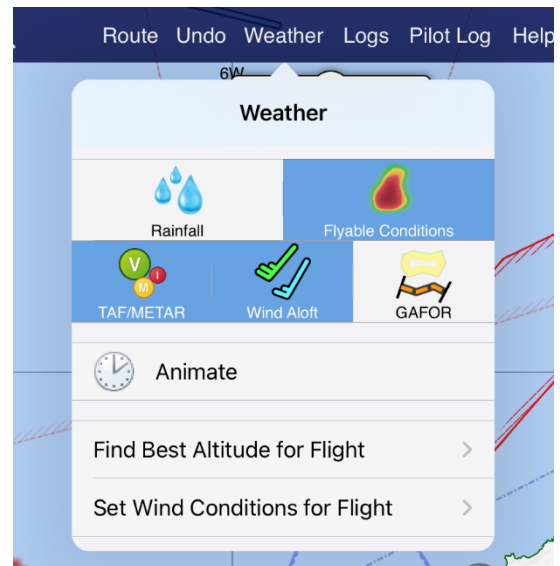 Route Undo Weather Logs Pilot Log Help
6W
Weather
Rainfall Flyable Conditions
V I M
TAF/METAR Wind Aloft GAFOR
Animate
Find Best Altitude for Flight
Set Wind Conditions for Flight